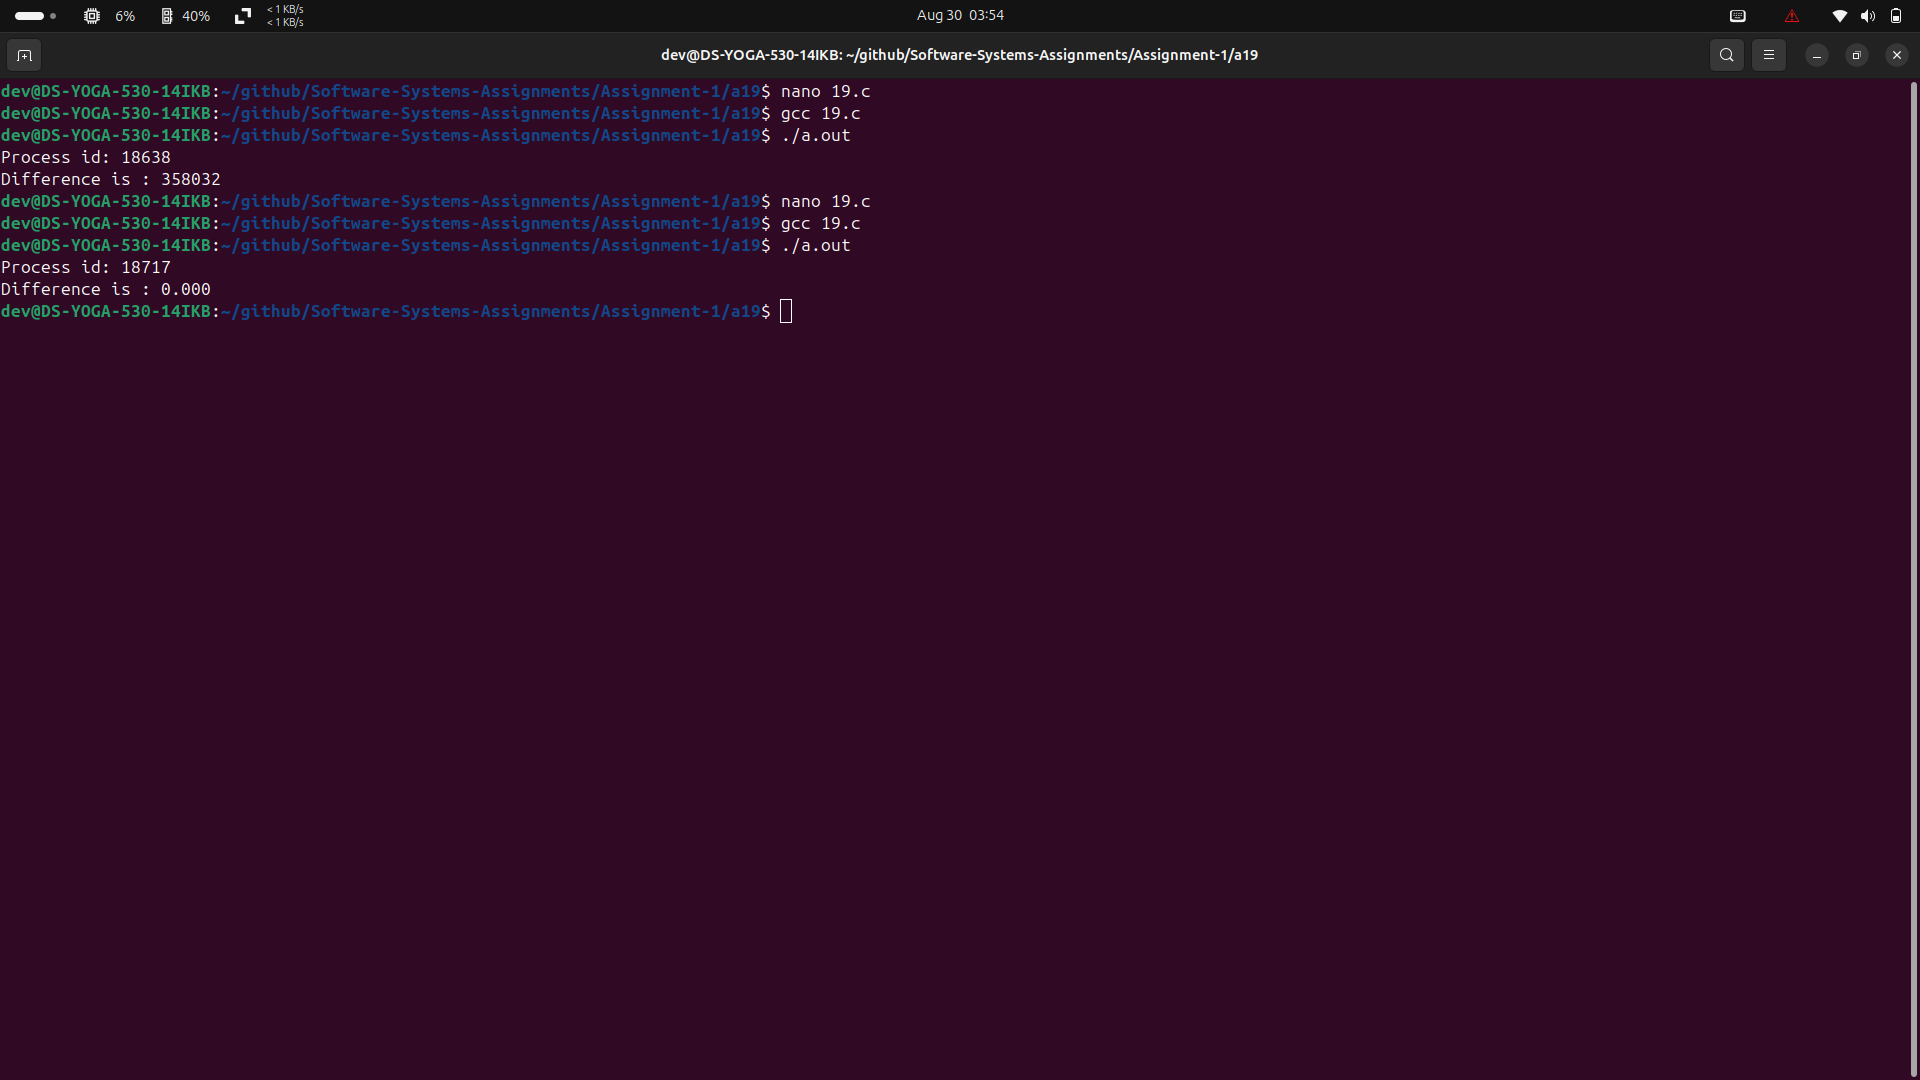 6% 40% < 1 KB/s
< 1 KB/s
Aug 30 03:54
dev@DS-YOGA-530-14IKB: ~/github/Software-Systems-Assignments/Assignment-1/a19
dev@DS-YOGA-530-14IKB:~/github/Software-Systems-Assignments/Assignment-1/a19$ nano 19.c
dev@DS-YOGA-530-14IKB:~/github/Software-Systems-Assignments/Assignment-1/a19$ gcc 19.c
dev@DS-YOGA-530-14IKB:~/github/Software-Systems-Assignments/Assignment-1/a19$ ./a.out
Process id: 18638
Difference is : 358032
dev@DS-YOGA-530-14IKB:~/github/Software-Systems-Assignments/Assignment-1/a19$ nano 19.c
dev@DS-YOGA-530-14IKB:~/github/Software-Systems-Assignments/Assignment-1/a19$ gcc 19.c
dev@DS-YOGA-530-14IKB:~/github/Software-Systems-Assignments/Assignment-1/a19$ ./a.out
Process id: 18717
Difference is : 0.000
dev@DS-YOGA-530-14IKB:~/github/Software-Systems-Assignments/Assignment-1/a19$